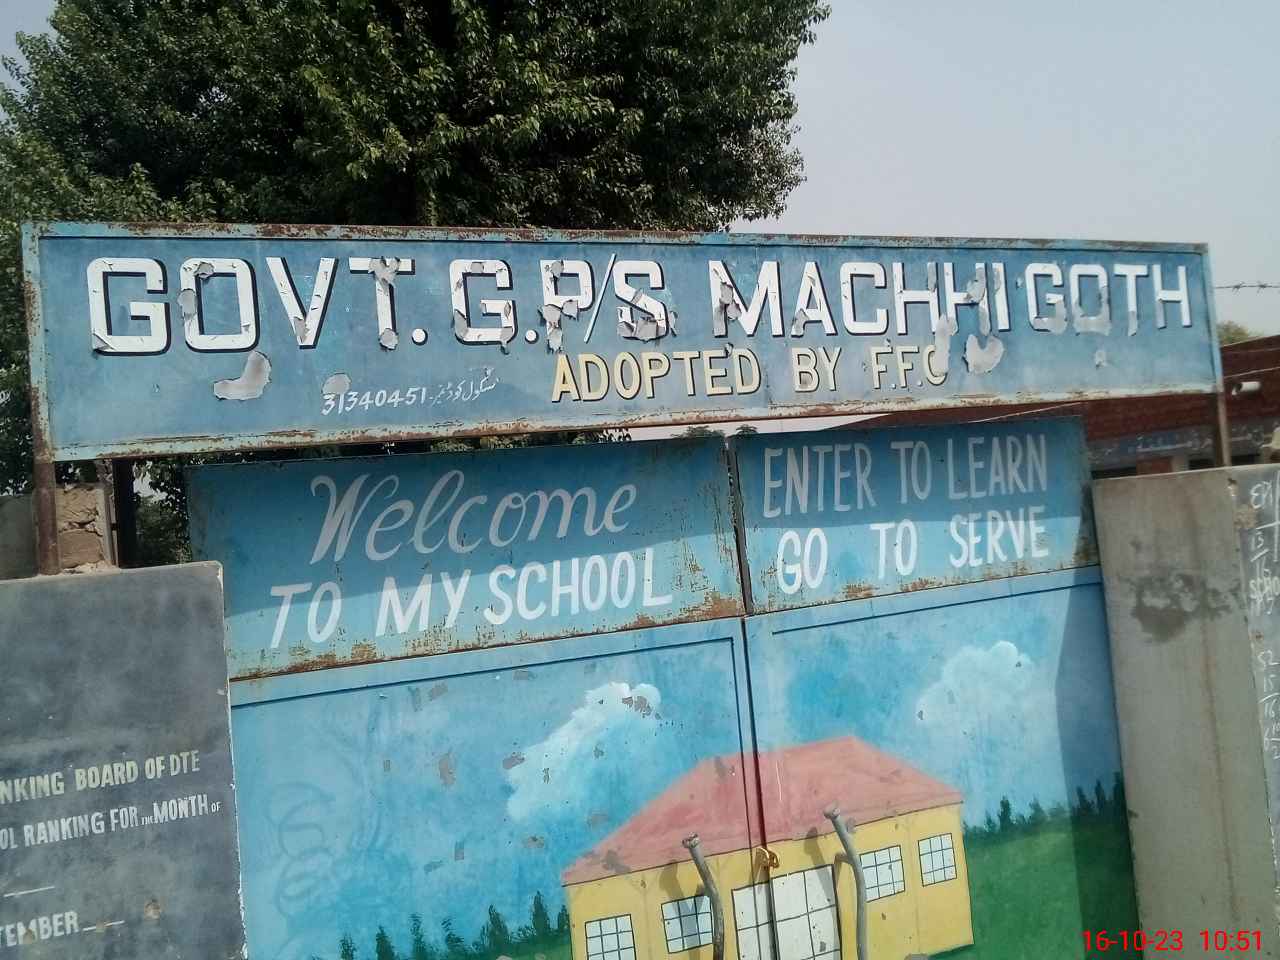 GOVT. G.P/S MACHHI GOTH
ADOPTED BY F.F.C
سکول کوڈ نمبر 31340451
Welcome
TO MY SCHOOL
ENTER TO LEARN
GO TO SERVE
NKING BOARD OF DTE
OL RANKING FOR THE MONTH OF
TEMBER
16-10-23 10:51